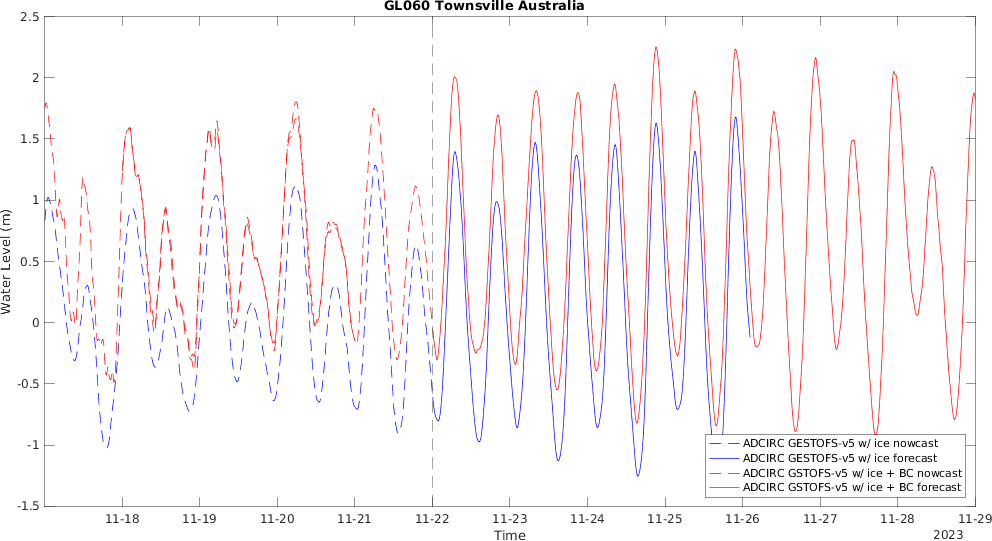 GL060 Townsville Australia
2.5
2
1.5
1
0.5
0
-0.5
-1
-1.5
Water Level (m)
ADCIRC GESTOFS-v5 w/ ice nowcast
ADCIRC GESTOFS-v5 w/ ice forecast
ADCIRC GSTOFS-v5 w/ ice + BC nowcast
ADCIRC GSTOFS-v5 w/ ice + BC forecast
11-18 11-19 11-20 11-21 11-22 11-23 11-24 11-25 11-26 11-27 11-28 11-29
Time
2023